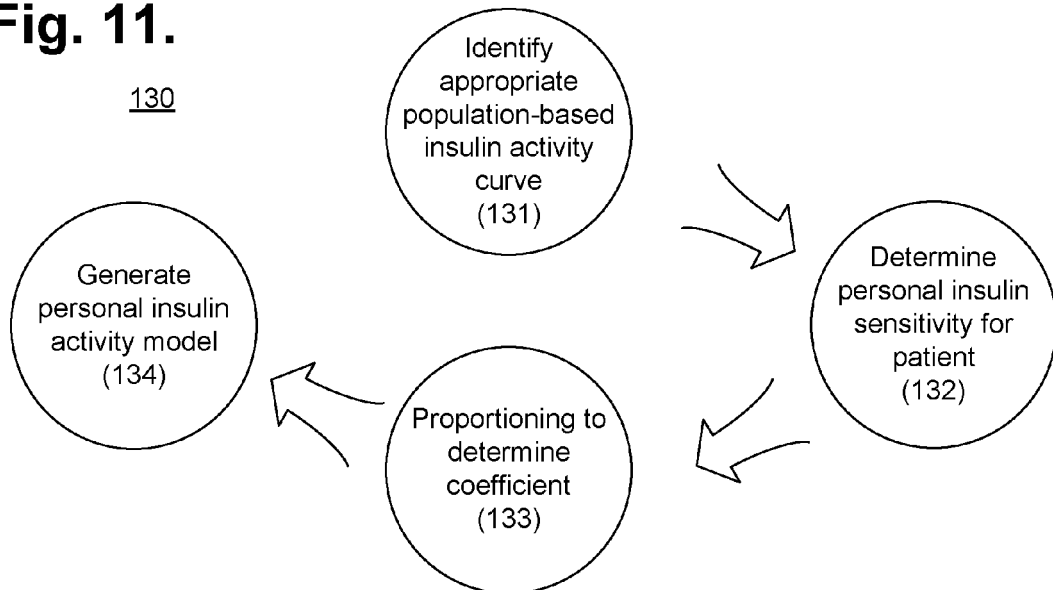 Fig. 11.
130
Identify
appropriate
population-based
insulin activity
curve
(131)
Determine
personal insulin
sensitivity for
patient
(132)
Proportioning to
determine
coefficient
(133)
Generate
personal insulin
activity model
(134)